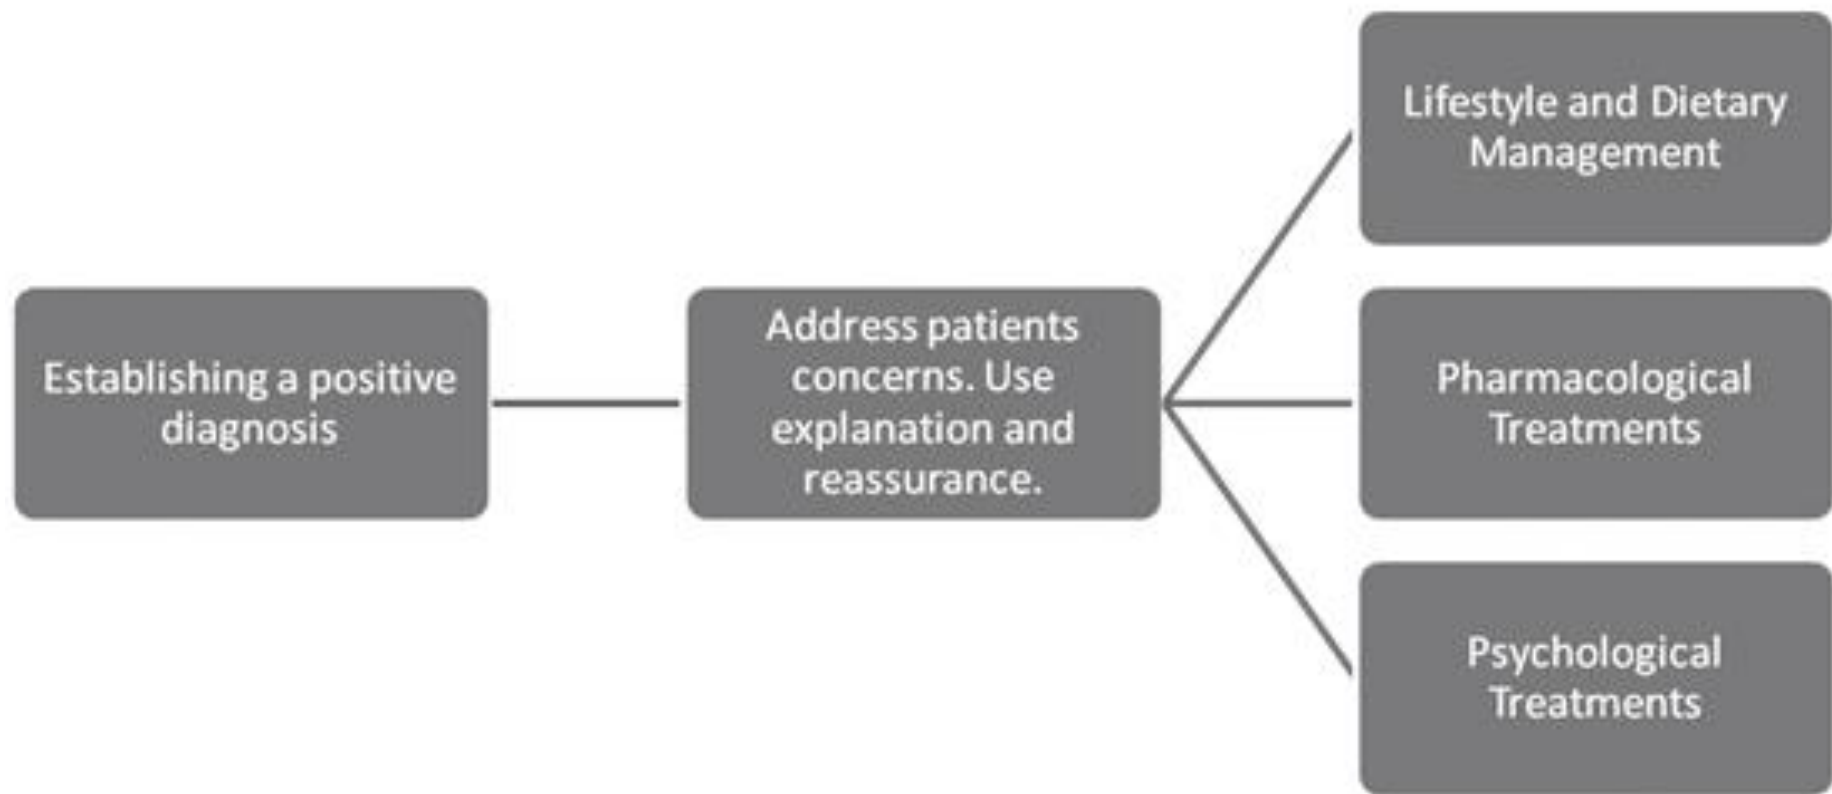 Establishing a positive
diagnosis
Address patients
concerns. Use
explanation and
reassurance.
Lifestyle and Dietary
Management
Pharmacological
Treatments
Psychological
Treatments